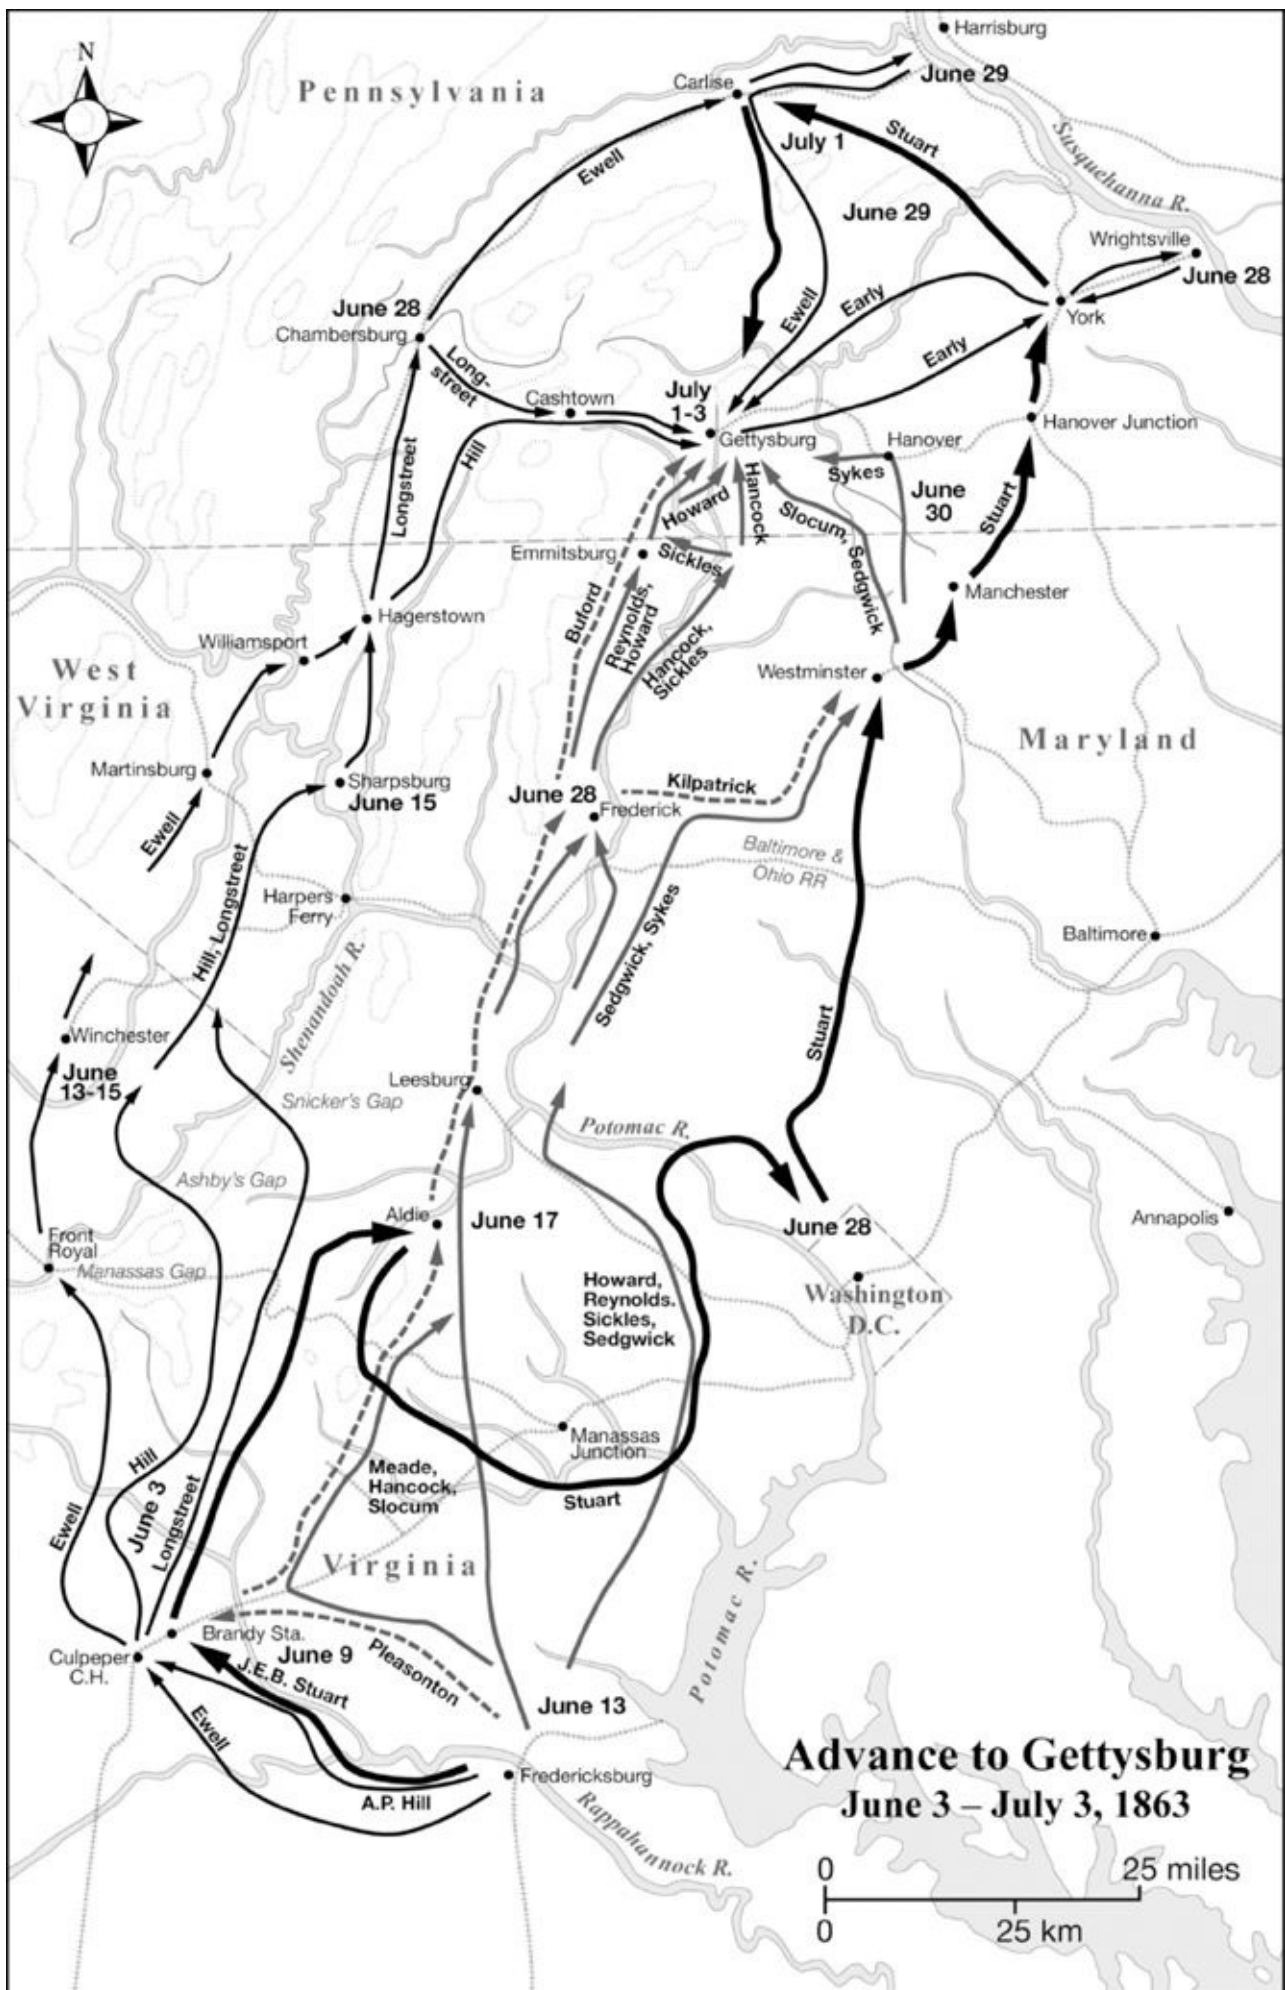 Harrisburg
N
Carlise
June 29
Pennsylvania
Stuart
July 1
Susquehanna R.
Ewell
June 29
Wrightsville
June 28
June 28
Chambersburg
Early
Ewell
York
Long-
street
Early
Cashtown
July
1-3
Gettysburg
Hanover
Hanover Junction
Hill
Longstreet
Sykes
Hancock
Howard
June
30
Stuart
Slocum, Sedgwick
Emmitsburg
Sickles
Manchester
Buford
Reynolds,
Howard
Hagerstown
Williamsport
Hancock,
Sickles
West
Virginia
Westminster
Maryland
Martinsburg
Sharpsburg
June 15
Kilpatrick
June 28
Frederick
Ewell
Baltimore &
Ohio RR
Harpers
Ferry
Hill, Longstreet
Sedgwick, Sykes
Baltimore
Shenandoah R.
Winchester
Stuart
June
13-15
Leesburg
Snicker's Gap
Potomac R.
Ashby's Gap
Aldie
June 17
June 28
Annapolis
Front
Royal
Manassas Gap
Howard,
Reynolds.
Sickles,
Sedgwick
Washington
D.C.
Manassas
Junction
Hill
Meade,
Hancock,
Slocum
Stuart
June 3
Longstreet
Ewell
Virginia
Potomac R.
Brandy Sta.
Culpeper
C.H.
June 9
Pleasonton
J.E.B. Stuart
June 13
Ewell
Fredericksburg
A.P. Hill
Rappahannock R.
Advance to Gettysburg
June 3 – July 3, 1863
0 25 miles
0 25 km